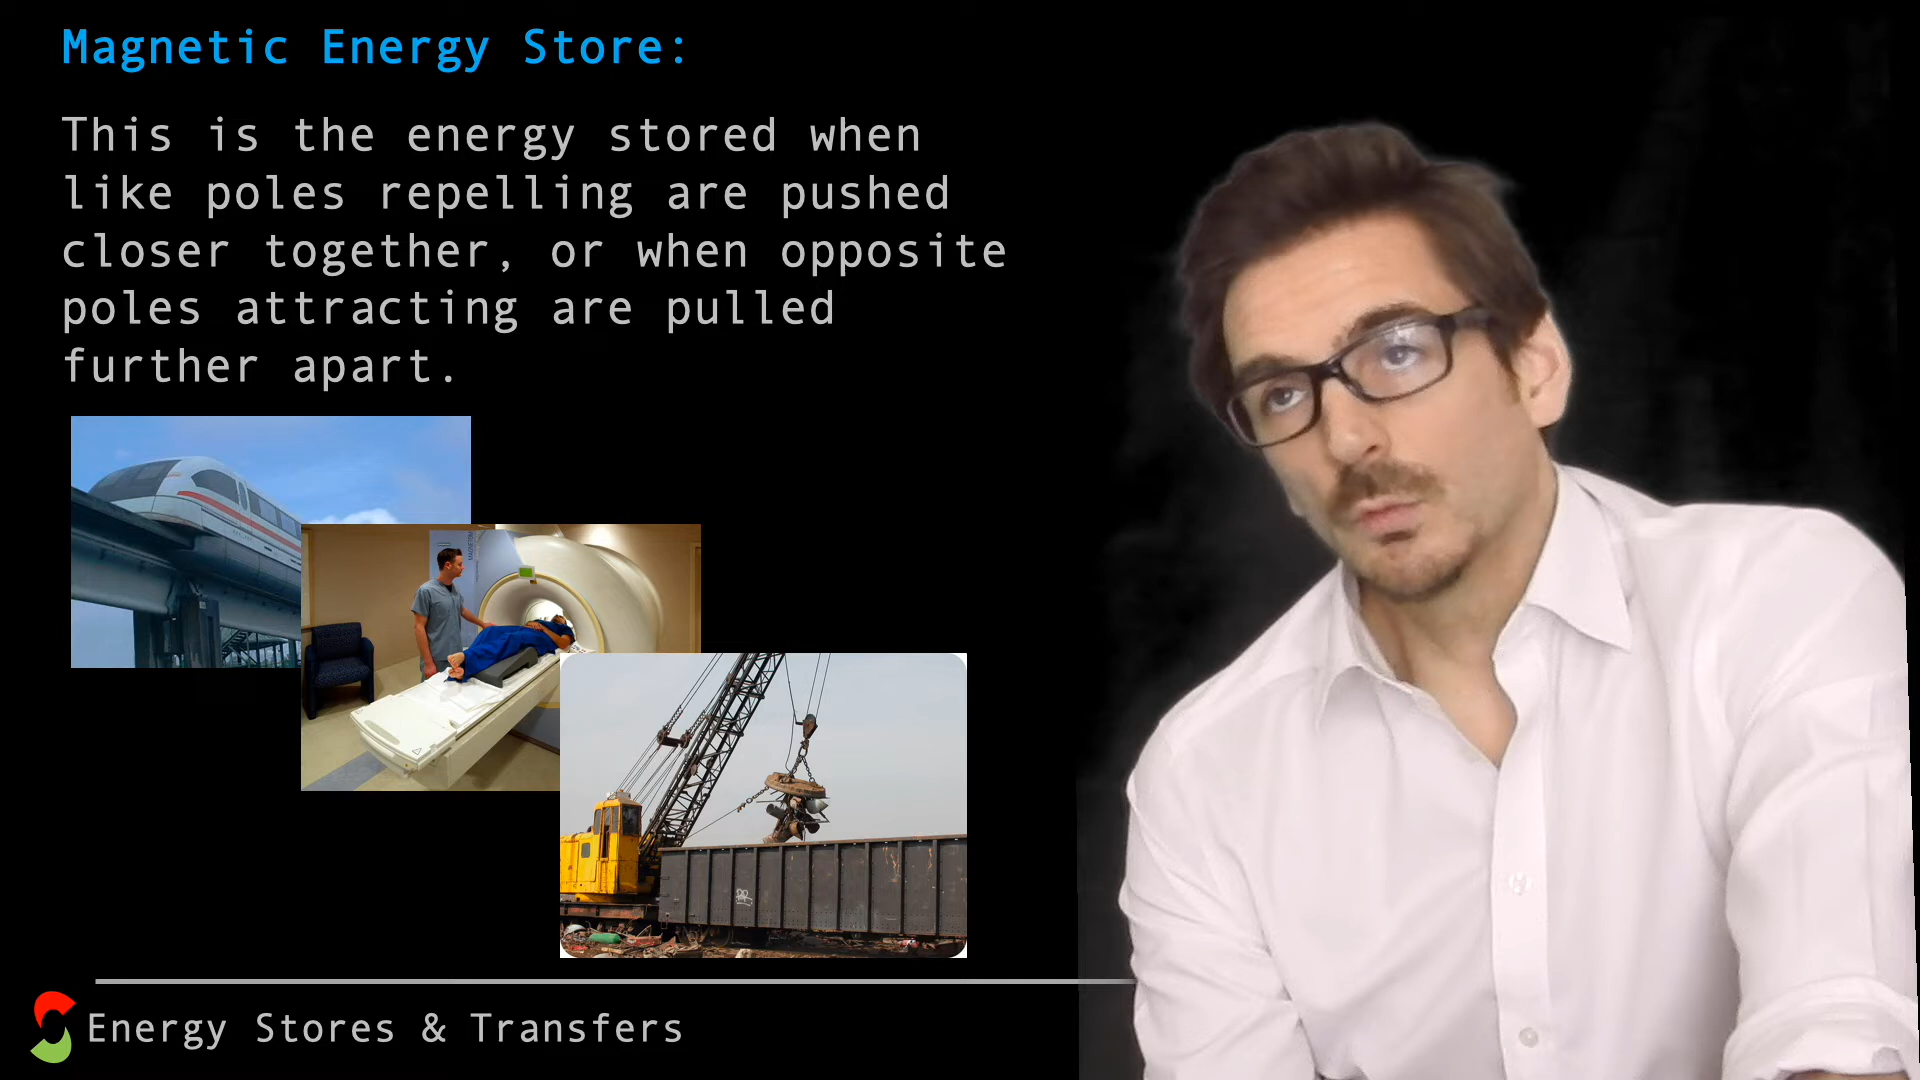 Magnetic Energy Store:
This is the energy stored when
like poles repelling are pushed
closer together, or when opposite
poles attracting are pulled
further apart.
Energy Stores & Transfers